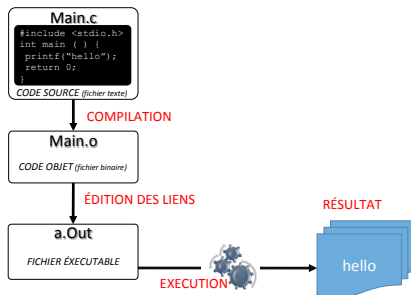 Main.c
#include <stdio.h>
int main ( ) {
printf("hello");
return 0;
}
CODE SOURCE (fichier texte)
COMPILATION
Main.o
CODE OBJET (fichier binaire)
ÉDITION DES LIENS
RÉSULTAT
a.Out
FICHIER ÉXECUTABLE
hello
EXECUTION